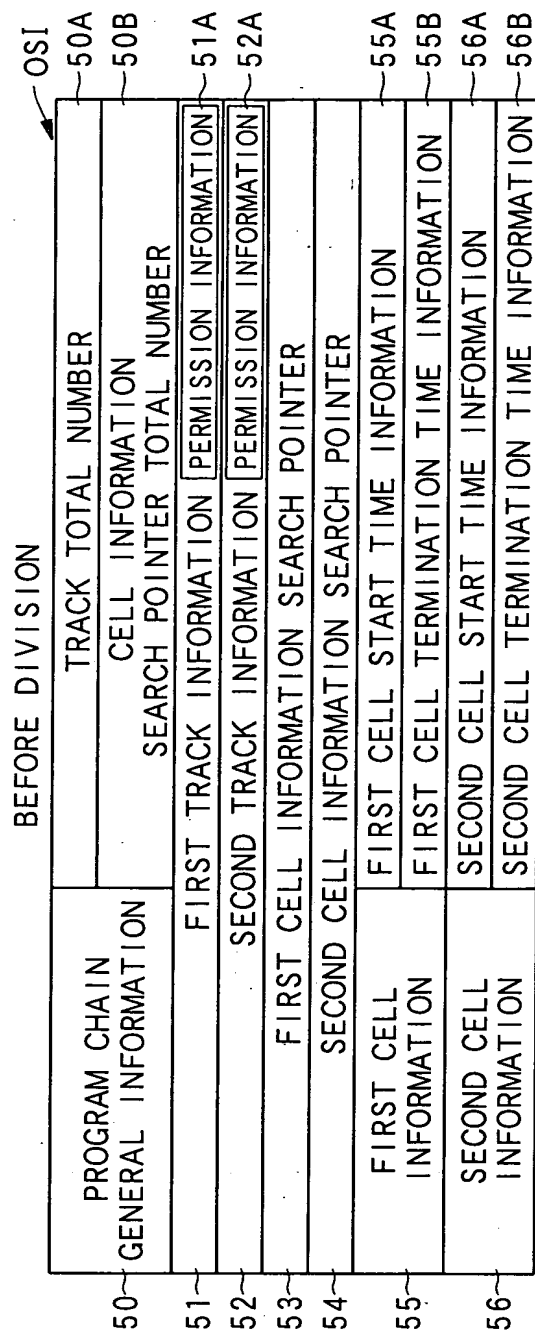 BEFORE DIVISION
OSI
50
PROGRAM CHAIN
GENERAL INFORMATION
TRACK TOTAL NUMBER
50A
CELL INFORMATION
SEARCH POINTER TOTAL NUMBER
50B
51
FIRST TRACK INFORMATION
PERMISSION INFORMATION
51A
52
SECOND TRACK INFORMATION
PERMISSION INFORMATION
52A
53
FIRST CELL INFORMATION SEARCH POINTER
54
SECOND CELL INFORMATION SEARCH POINTER
55
FIRST CELL
INFORMATION
FIRST CELL START TIME INFORMATION
55A
FIRST CELL TERMINATION TIME INFORMATION
55B
56
SECOND CELL
INFORMATION
SECOND CELL START TIME INFORMATION
56A
SECOND CELL TERMINATION TIME INFORMATION
56B